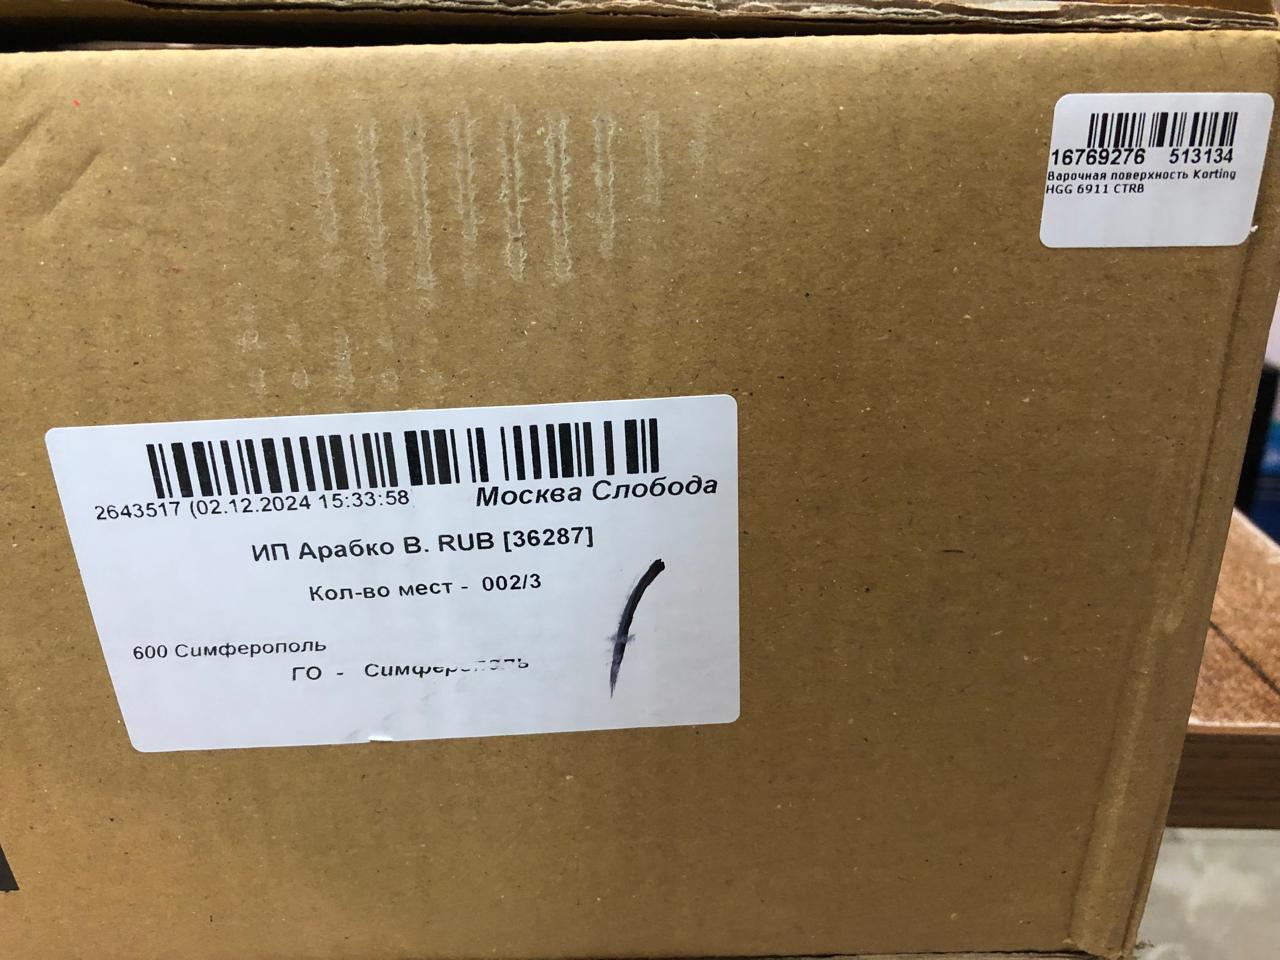 16769276 513134
Варочная поверхность Korting
HGG 6911 CTRB
2643517 (02.12.2024 15:33:58 Москва Слобода
ИП Арабко В. RUB [36287]
Кол-во мест - 002/3
600 Симферополь
ГО - Симферополь